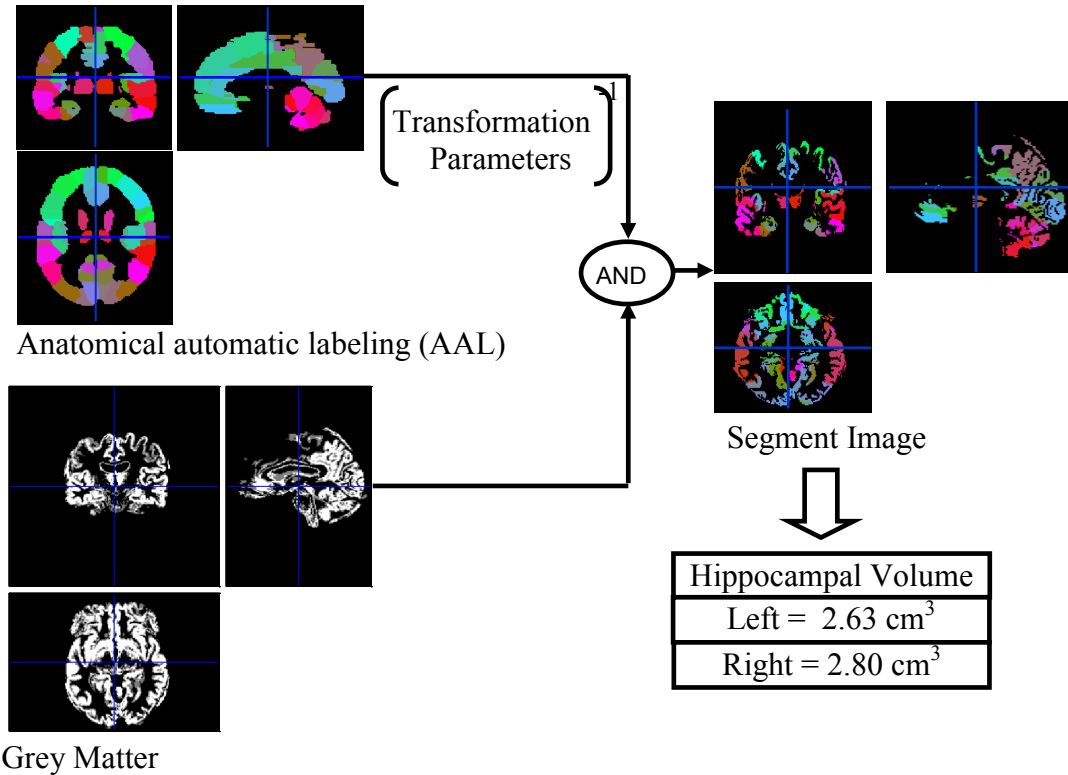 -1
Transformation
Parameters
AND
Anatomical automatic labeling (AAL)
Segment Image
Hippocampal Volume
Left = 2.63 cm³
Right = 2.80 cm³
Grey Matter